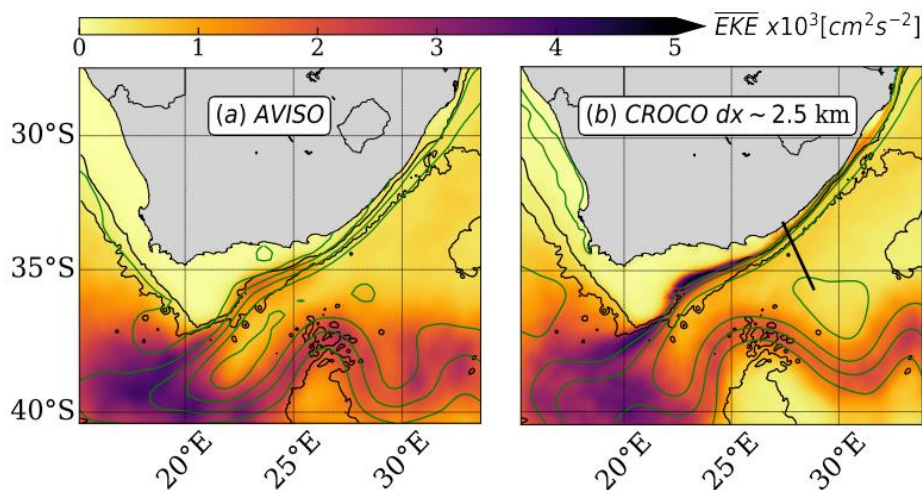 $\overline{EKE}$ x10³[cm²s⁻²]
0 1 2 3 4 5
(a) AVISO
(b) CROCO dx ~ 2.5 km
30°S
35°S
40°S
20°E 25°E 30°E
20°E 25°E 30°E